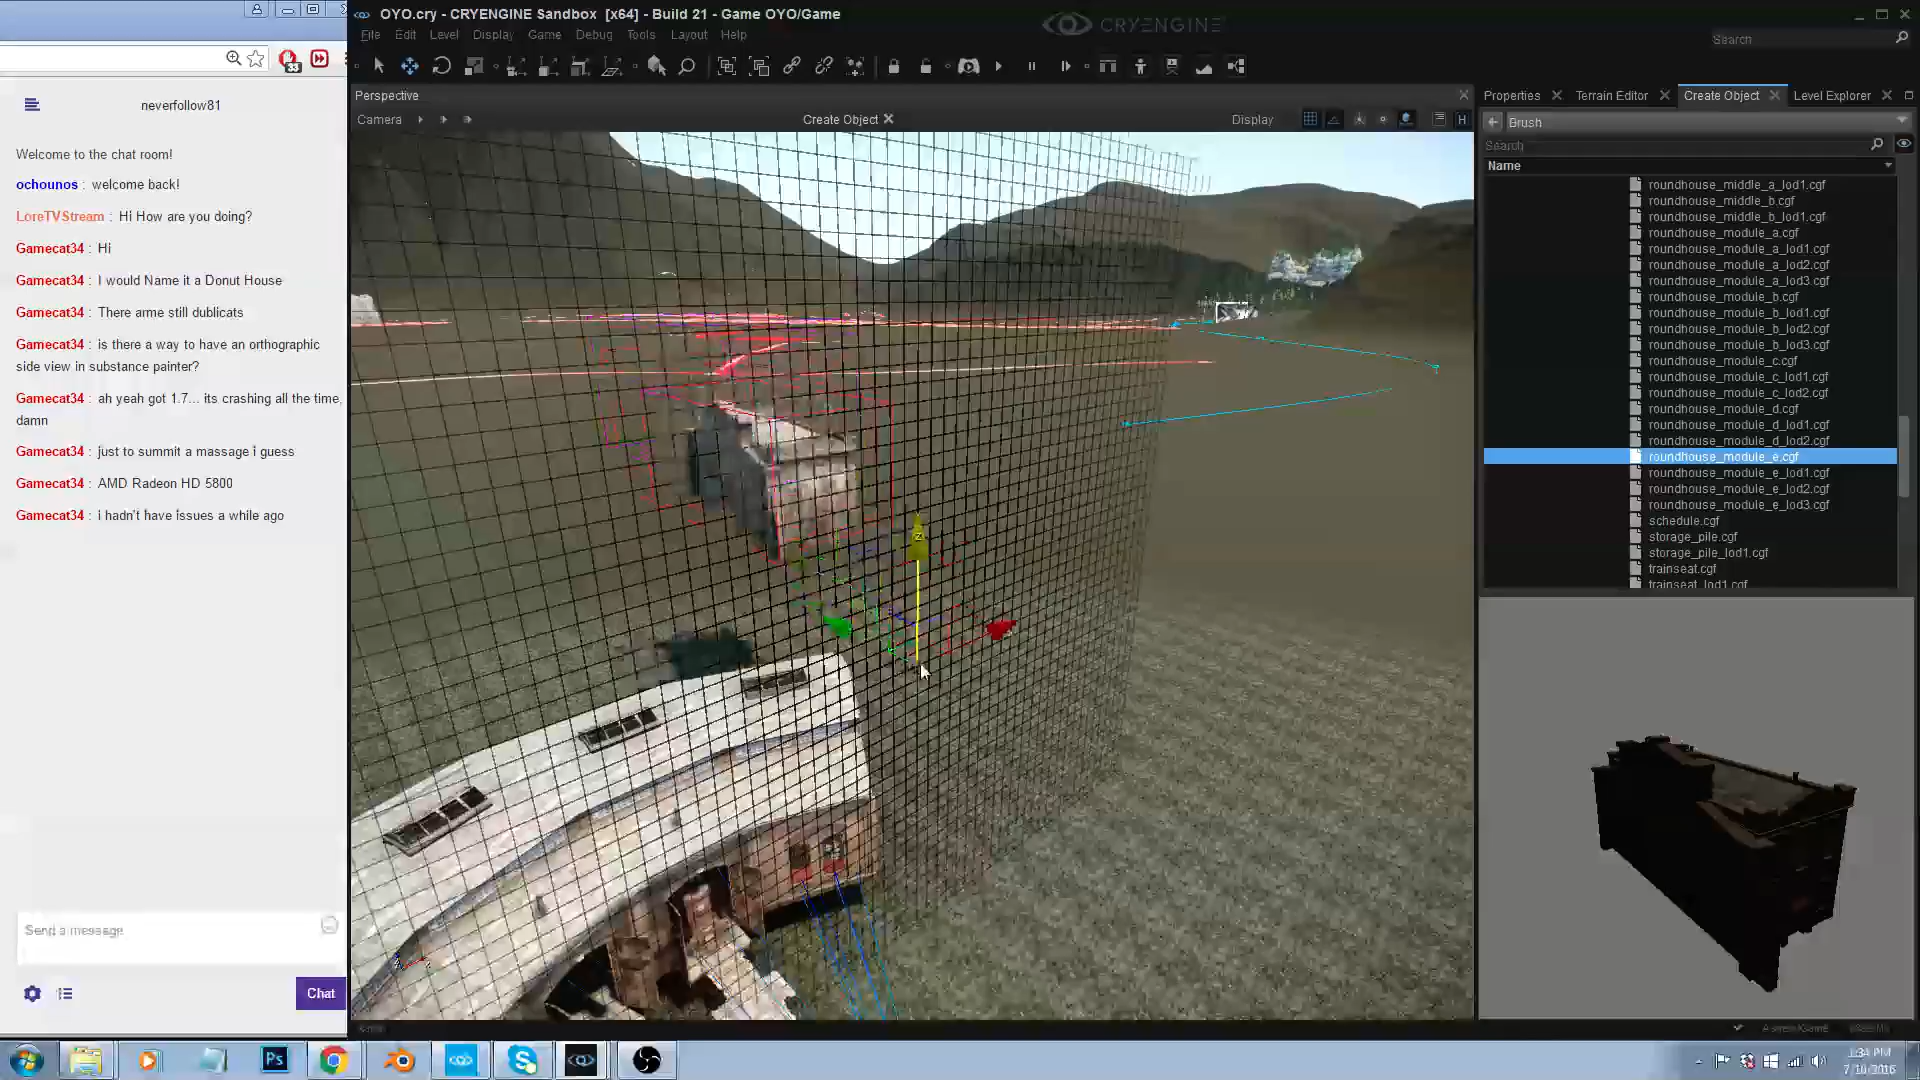 OYO.cry - CRYENGINE Sandbox [x64] - Build 21 - Game OYO/Game
CRYENGINE
File Edit Level Display Game Debug Tools Layout Help
Search
33
neverfollow81
Welcome to the chat room!
ochounos : welcome back!
LoreTVStream : Hi How are you doing?
Gamecat34 : Hi
Gamecat34 : I would Name it a Donut House
Gamecat34 : There arme still dublicats
Gamecat34 : is there a way to have an orthographic
side view in substance painter?
Gamecat34 : ah yeah got 1.7... its crashing all the time,
damn
Gamecat34 : just to summit a massage i guess
Gamecat34 : AMD Radeon HD 5800
Gamecat34 : i hadn't have issues a while ago
Send a message
Chat
Perspective
Camera
Create Object
Display
H
Z
Properties Terrain Editor Create Object Level Explorer
Brush
Search
Name
roundhouse_middle_a_lod1.cgf
roundhouse_middle_b.cgf
roundhouse_middle_b_lod1.cgf
roundhouse_module_a.cgf
roundhouse_module_a_lod1.cgf
roundhouse_module_a_lod2.cgf
roundhouse_module_a_lod3.cgf
roundhouse_module_b.cgf
roundhouse_module_b_lod1.cgf
roundhouse_module_b_lod2.cgf
roundhouse_module_b_lod3.cgf
roundhouse_module_c.cgf
roundhouse_module_c_lod1.cgf
roundhouse_module_c_lod2.cgf
roundhouse_module_d.cgf
roundhouse_module_d_lod1.cgf
roundhouse_module_d_lod2.cgf
roundhouse_module_e.cgf
roundhouse_module_e_lod1.cgf
roundhouse_module_e_lod2.cgf
roundhouse_module_e_lod3.cgf
schedule.cgf
storage_pile.cgf
storage_pile_lod1.cgf
trainseat.cgf
trainseat_lod1.cgf
Ps
1:34 PM
7/10/2016